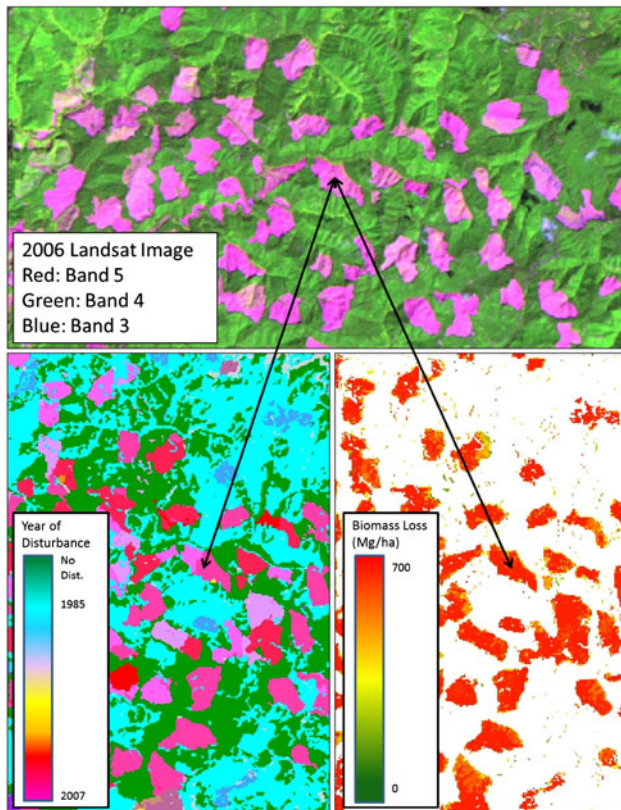 2006 Landsat Image
Red: Band 5
Green: Band 4
Blue: Band 3
Year of
Disturbance
No
Dist.
1985
2007
Biomass Loss
(Mg/ha)
700
0